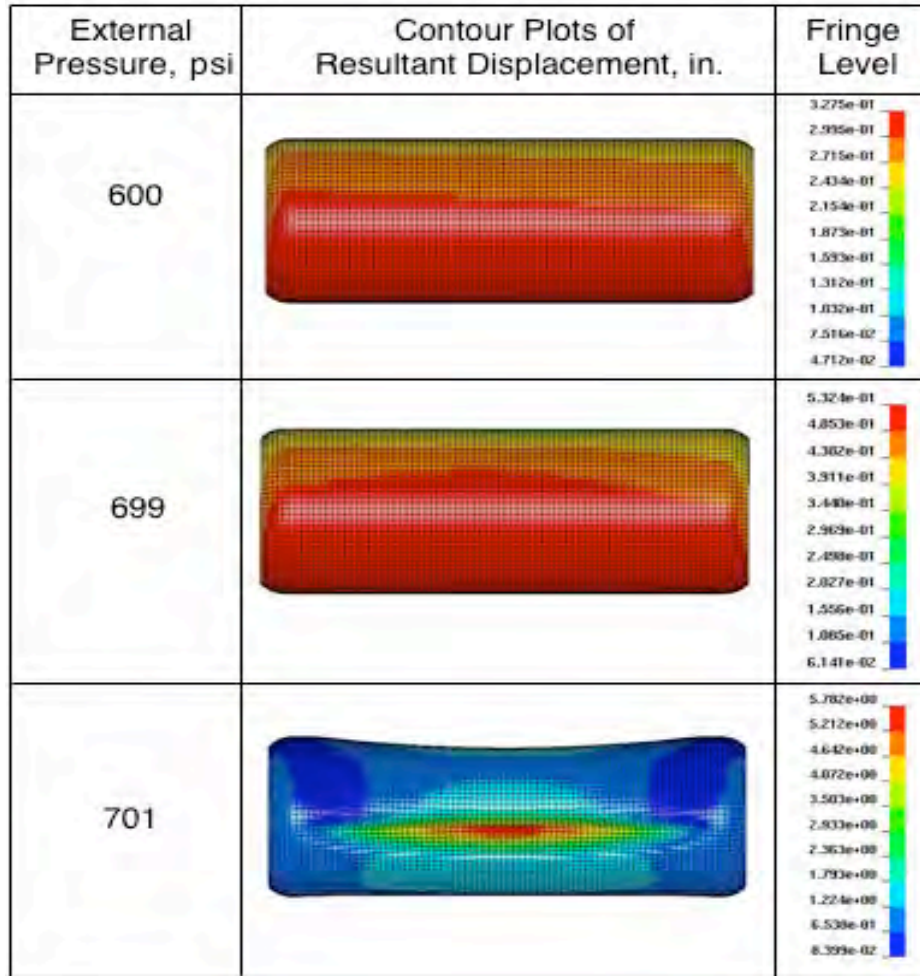 External
Pressure, psi
Contour Plots of
Resultant Displacement, in.
Fringe
Level
600
3.275e-01
2.995e-01
2.715e-01
2.434e-01
2.154e-01
1.873e-01
1.593e-01
1.312e-01
1.032e-01
7.516e-02
4.712e-02
699
5.324e-01
4.853e-01
4.382e-01
3.911e-01
3.440e-01
2.969e-01
2.498e-01
2.027e-01
1.556e-01
1.085e-01
6.141e-02
701
5.782e+00
5.212e+00
4.642e+00
4.072e+00
3.503e+00
2.933e+00
2.363e+00
1.793e+00
1.224e+00
6.538e-01
8.399e-02